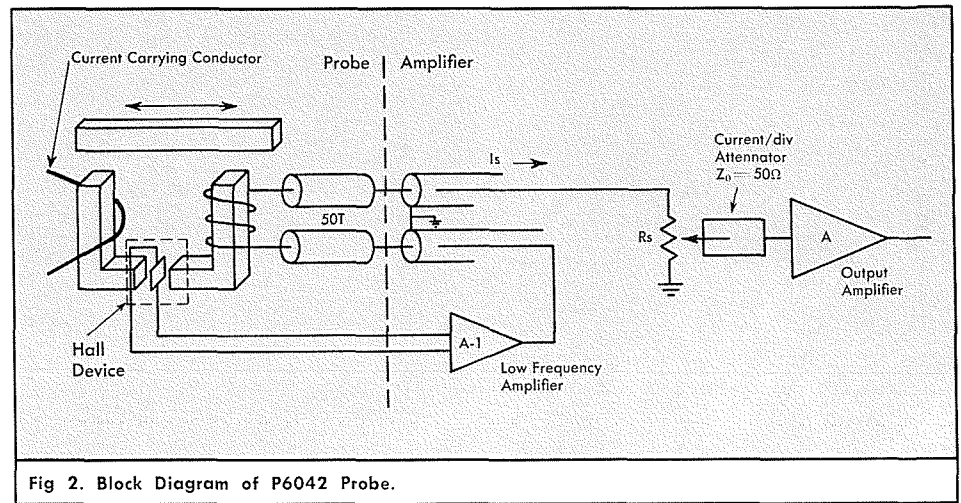 Current Carrying Conductor
Probe
Amplifier
Is
Current/div
Attennator
Z₀ = 50Ω
50T
Rs
A
Output
Amplifier
Hall
Device
A-1
Low Frequency
Amplifier
Fig 2. Block Diagram of P6042 Probe.